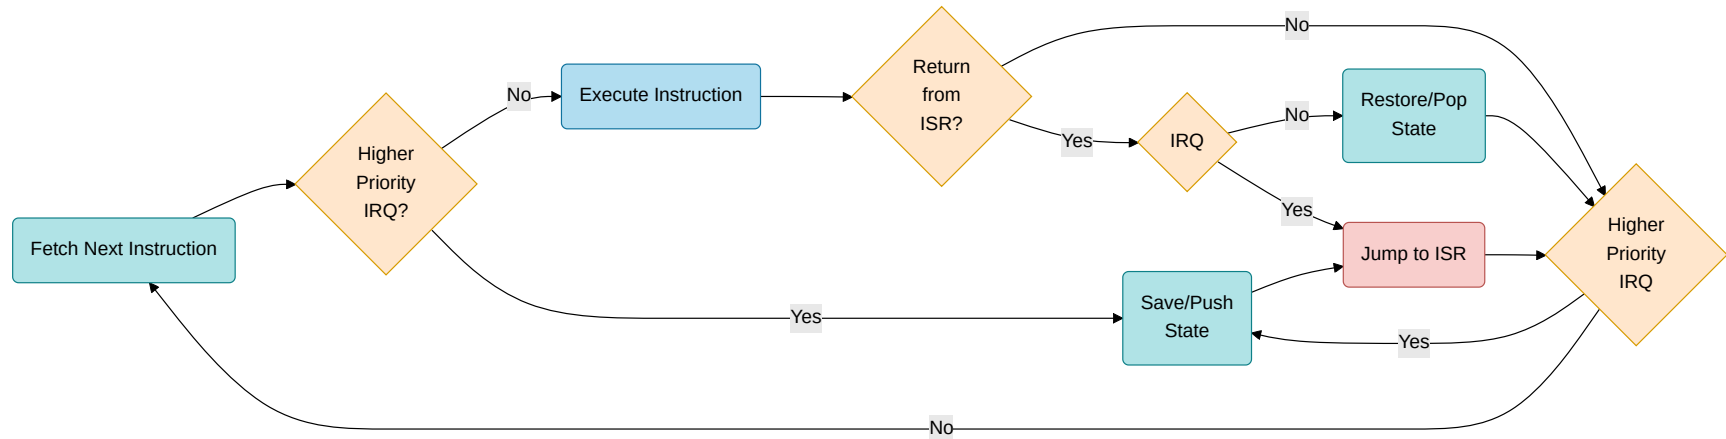 Fetch Next Instruction
Higher
Priority
IRQ?
No
Yes
Execute Instruction
Return
from
ISR?
No
Yes
IRQ
No
Yes
Restore/Pop
State
Save/Push
State
Jump to ISR
Higher
Priority
IRQ
Yes
No